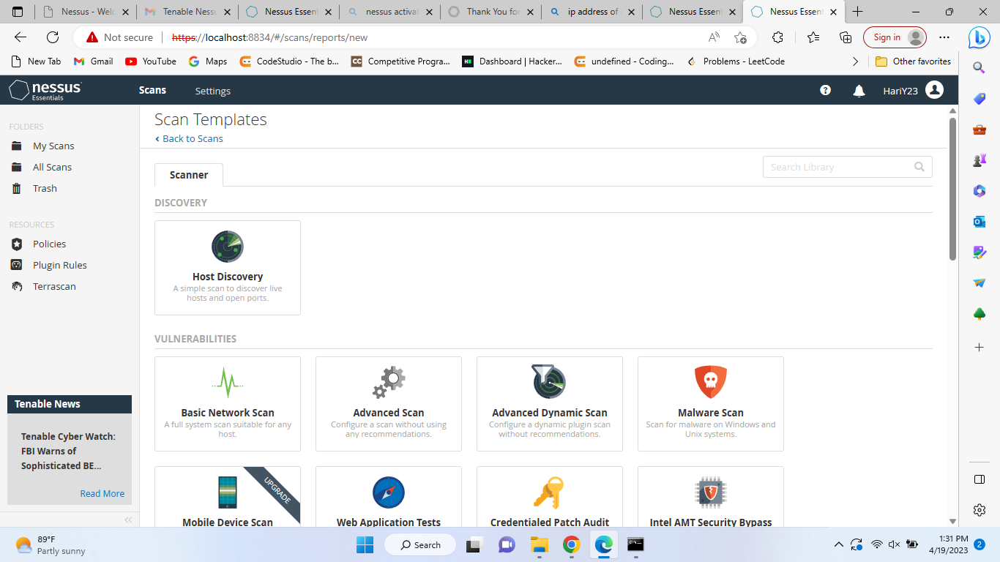 Nessus - Welc
Tenable Nessu
Nessus Essent
nessus activat
Thank You for
ip address of
Nessus Essent
Nessus Essent
Not secure
https://localhost:8834/#/scans/reports/new
Sign in
New Tab
Gmail
YouTube
Maps
CodeStudio - The b...
Competitive Progra...
Dashboard | Hacker...
undefined - Coding...
Problems - LeetCode
Other favorites
nessus
Essentials
Scans
Settings
HariY23
FOLDERS
My Scans
All Scans
Trash
RESOURCES
Policies
Plugin Rules
Terrascan
Tenable News
Tenable Cyber Watch:
FBI Warns of
Sophisticated BE...
Read More
Scan Templates
Back to Scans
Scanner
Search Library
DISCOVERY
Host Discovery
A simple scan to discover live
hosts and open ports.
VULNERABILITIES
Basic Network Scan
A full system scan suitable for any
host.
Advanced Scan
Configure a scan without using
any recommendations.
Advanced Dynamic Scan
Configure a dynamic plugin scan
without recommendations.
Malware Scan
Scan for malware on Windows and
Unix systems.
UPGRADE
Mobile Device Scan
Web Application Tests
Credentialed Patch Audit
Intel AMT Security Bypass
89°F
Partly sunny
Search
1:31 PM
4/19/2023
2